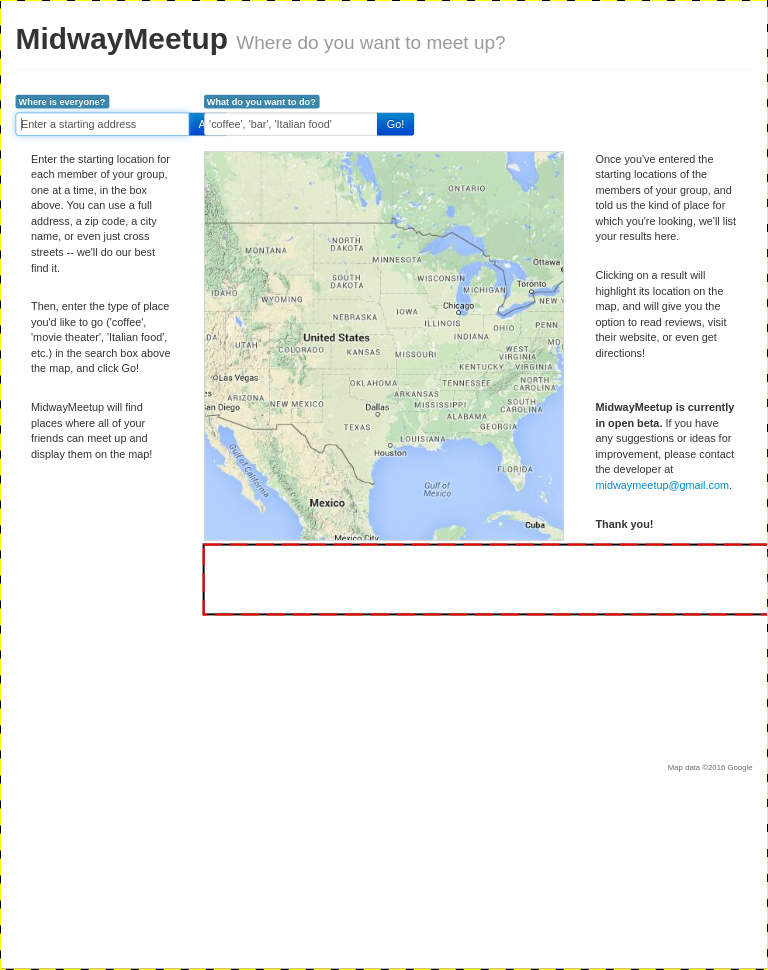 MidwayMeetup Where do you want to meet up?
Where is everyone?
What do you want to do?
Enter a starting address
'coffee', 'bar', 'Italian food'
Go!
Enter the starting location for
each member of your group,
one at a time, in the box
above. You can use a full
address, a zip code, a city
name, or even just cross
streets -- we'll do our best
find it.
Then, enter the type of place
you'd like to go ('coffee',
'movie theater', 'Italian food',
etc.) in the search box above
the map, and click Go!
MidwayMeetup will find
places where all of your
friends can meet up and
display them on the map!
ONTARIO
MONTANA
NORTH
DAKOTA
MINNESOTA
Ottawa
SOUTH
DAKOTA
WISCONSIN
MICHIGAN
Toronto
IDAHO
WYOMING
Chicago
NEW Y
IOWA
NEBRASKA
ILLINOIS
OHIO
PENN
INDIANA
United States
MD
UTAH
COLORADO
KANSAS
MISSOURI
WEST
VIRGINIA
KENTUCKY
VIRGINIA
Las Vegas
OKLAHOMA
TENNESSEE
NORTH
CAROLINA
ARKANSAS
ARIZONA
NEW MEXICO
MISSISSIPPI
SOUTH
CAROLINA
an Diego
Dallas
ALABAMA
TEXAS
GEORGIA
LOUISIANA
Houston
Gulf of California
FLORIDA
Gulf of
Mexico
Mexico
Cuba
Mexico City
Once you've entered the
starting locations of the
members of your group, and
told us the kind of place for
which you're looking, we'll list
your results here.
Clicking on a result will
highlight its location on the
map, and will give you the
option to read reviews, visit
their website, or even get
directions!
MidwayMeetup is currently
in open beta. If you have
any suggestions or ideas for
improvement, please contact
the developer at
midwaymeetup@gmail.com.
Thank you!
Map data ©2016 Google